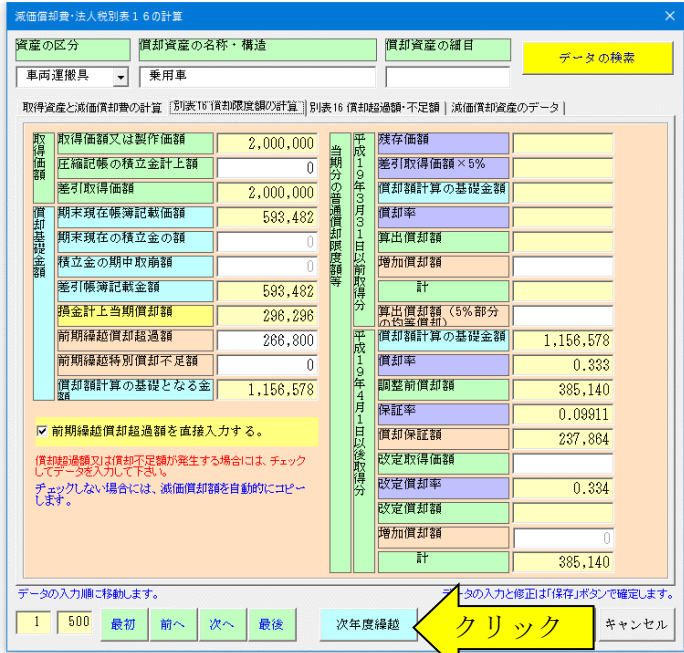 減価償却費・法人税別表１６の計算
資産の区分
償却資産の名称・構造
償却資産の細目
データの検索
車両運搬具
乗用車
取得資産と減価償却費の計算
別表16 償却限度額の計算
別表16 償却超過額・不足額
減価償却資産のデータ
取得価額
取得価額又は製作価額 2,000,000
圧縮記帳の積立金計上額 0
差引取得価額 2,000,000
償却基礎金額
期末現在帳簿記載価額 593,482
期末現在の積立金の額 0
積立金の期中取崩額 0
差引帳簿記載金額 593,482
損金計上当期償却額 296,296
前期繰越償却超過額 266,800
前期繰越特別償却不足額 0
償却額計算の基礎となる金
額 1,156,578
前期繰越償却超過額を直接入力する。
償却超過額又は償却不足額が発生する場合には、チェック
してデータを入力して下さい。
チェックしない場合には、減価償却額を自動的にコピー
します。
当期分の普通償却限度額等
平成19年3月31日以前取得分
残存価額
差引取得価額×5%
償却額計算の基礎金額
償却率
算出償却額
増加償却額
計
算出償却額（5%部分
の均等償却）
平成19年4月1日以後取得分
償却額計算の基礎金額 1,156,578
償却率 0.333
調整前償却額 385,140
保証率 0.09911
償却保証額 237,864
改定取得価額
改定償却率 0.334
改定償却額
増加償却額 0
計 385,140
データの入力順に移動します。
データの入力と修正は「保存」ボタンで確定します。
1 500 最初 前へ 次へ 最後 次年度繰越 クリック キャンセル